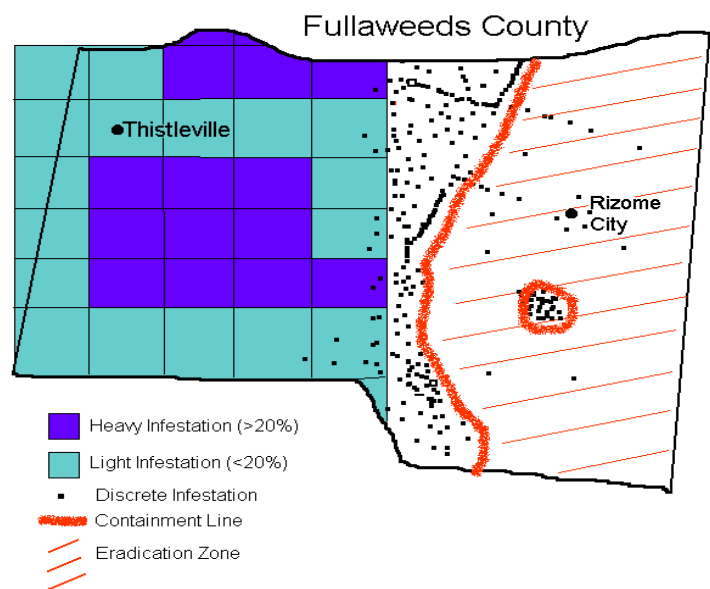 Fullaweeds County
Thistleville
Rizome
City
Heavy Infestation (>20%)
Light Infestation (<20%)
Discrete Infestation
Containment Line
Eradication Zone